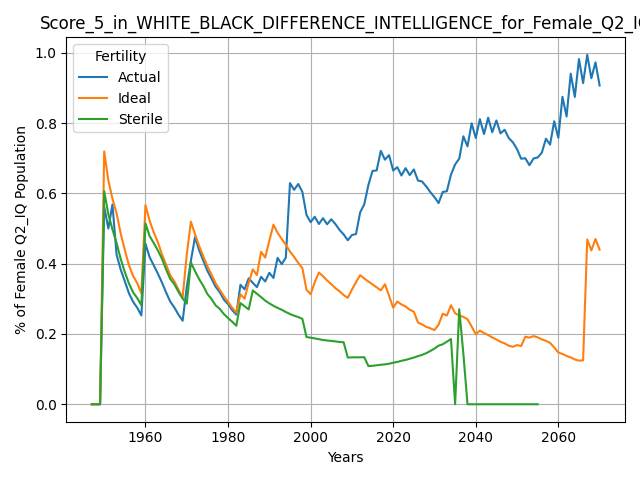 Score_5_in_WHITE_BLACK_DIFFERENCE_INTELLIGENCE_for_Female_Q2_IQ
Fertility
Actual
Ideal
Sterile
% of Female Q2_IQ Population
1.0
0.8
0.6
0.4
0.2
0.0
1960
1980
2000
2020
2040
2060
Years